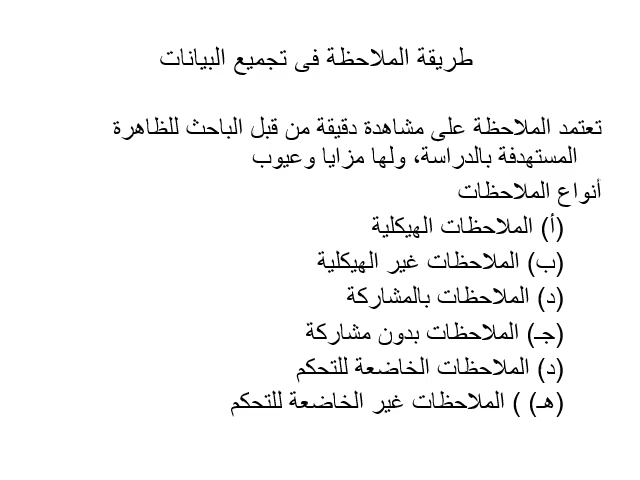 طريقة الملاحظة فى تجميع البيانات
تعتمد الملاحظة على مشاهدة دقيقة من قبل الباحث للظاهرة
المستهدفة بالدراسة، ولها مزايا وعيوب
أنواع الملاحظات
(أ) الملاحظات الهيكلية
(ب) الملاحظات غير الهيكلية
(د) الملاحظات بالمشاركة
(جـ) الملاحظات بدون مشاركة
(د) الملاحظات الخاضعة للتحكم
(هـ) ) الملاحظات غير الخاضعة للتحكم